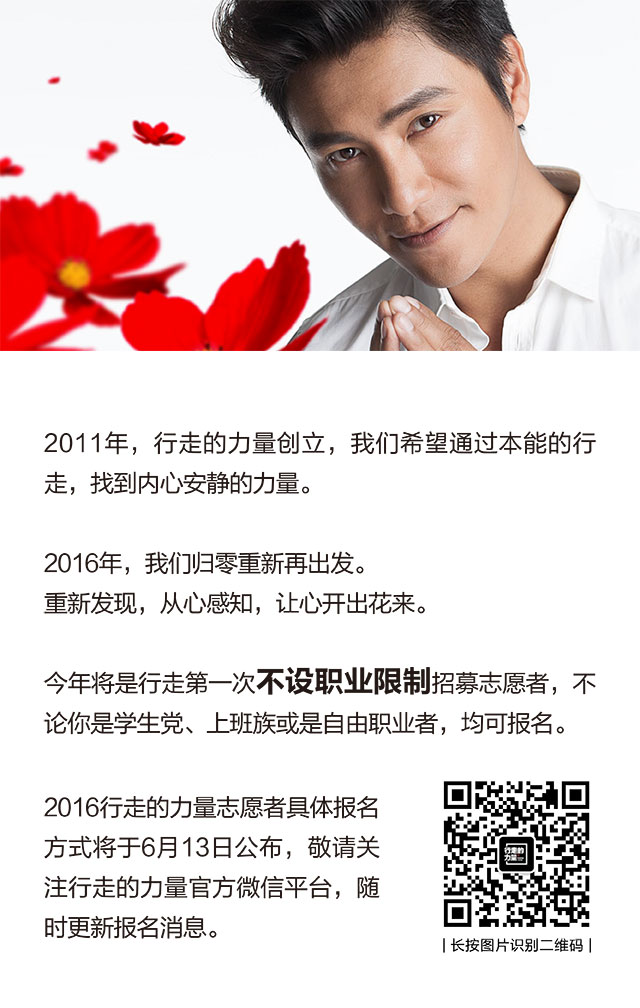 2011年，行走的力量创立，我们希望通过本能的行
走，找到内心安静的力量。
2016年，我们归零重新再出发。
重新发现，从心感知，让心开出花来。
今年将是行走第一次不设职业限制招募志愿者，不
论你是学生党、上班族或是自由职业者，均可报名。
2016行走的力量志愿者具体报名
方式将于6月13日公布，敬请关
注行走的力量官方微信平台，随
时更新报名消息。
行走的
力量
| 长按图片识别二维码 |